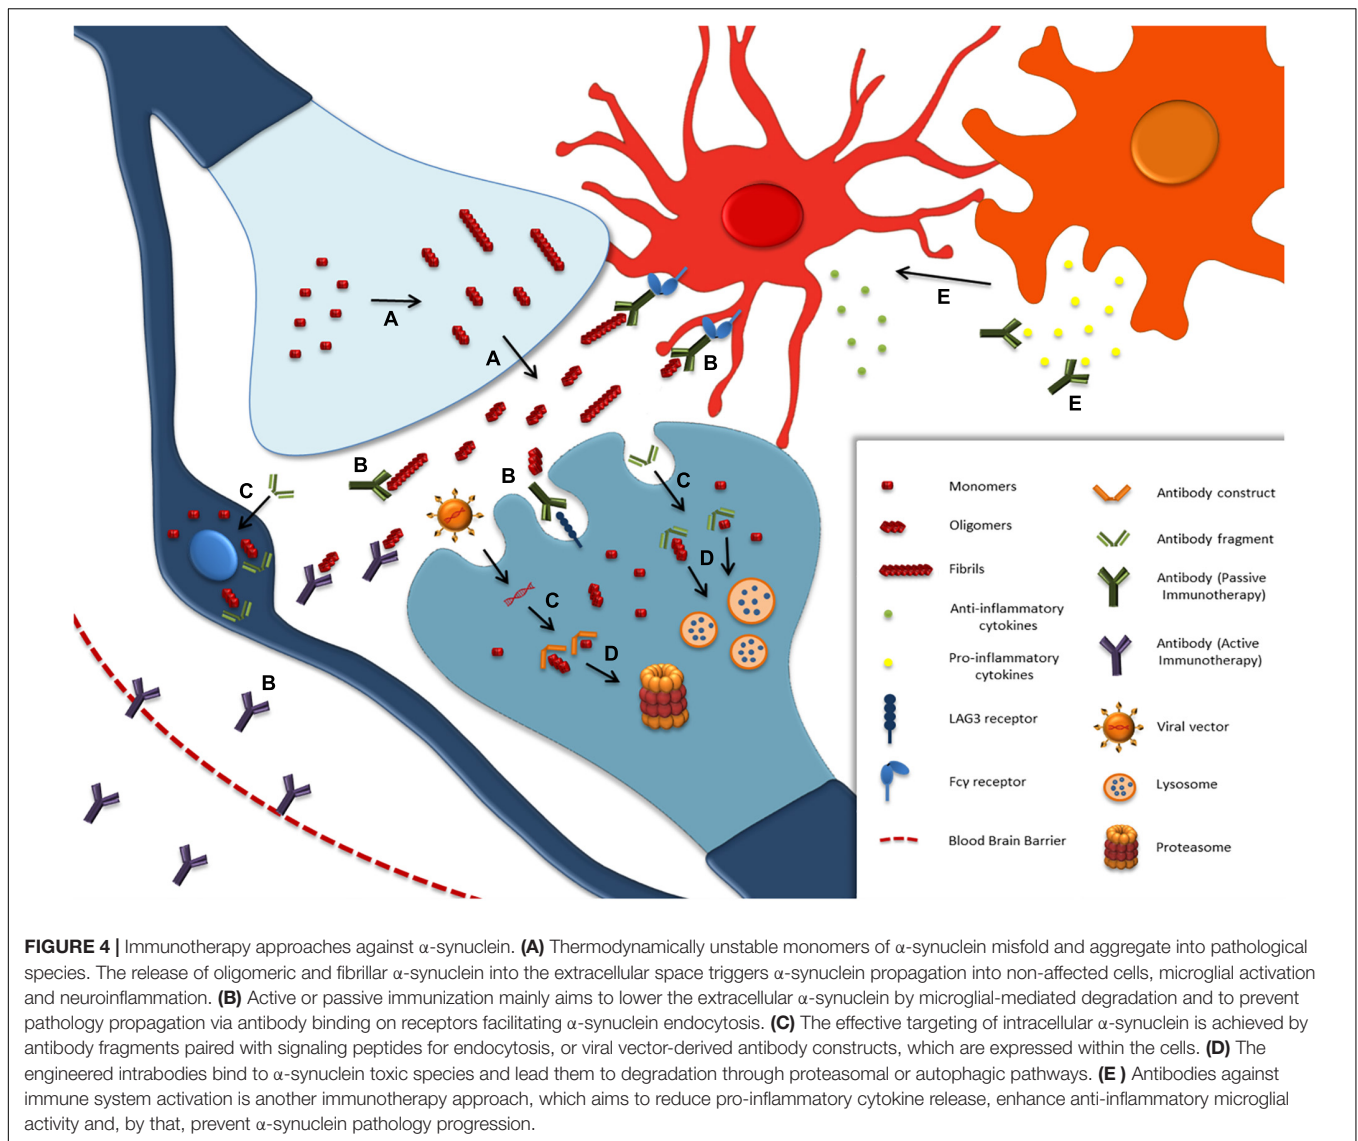 A
A
B
E
E
B
B
C
C
D
C
D
B
Monomers
Oligomers
Fibrils
Anti-inflammatory
cytokines
Pro-inflammatory
cytokines
LAG3 receptor
Fcγ receptor
Blood Brain Barrier
Antibody construct
Antibody fragment
Antibody (Passive
Immunotherapy)
Antibody (Active
Immunotherapy)
Viral vector
Lysosome
Proteasome
FIGURE 4 | Immunotherapy approaches against α-synuclein. (A) Thermodynamically unstable monomers of α-synuclein misfold and aggregate into pathological
species. The release of oligomeric and fibrillar α-synuclein into the extracellular space triggers α-synuclein propagation into non-affected cells, microglial activation
and neuroinflammation. (B) Active or passive immunization mainly aims to lower the extracellular α-synuclein by microglial-mediated degradation and to prevent
pathology propagation via antibody binding on receptors facilitating α-synuclein endocytosis. (C) The effective targeting of intracellular α-synuclein is achieved by
antibody fragments paired with signaling peptides for endocytosis, or viral vector-derived antibody constructs, which are expressed within the cells. (D) The
engineered intrabodies bind to α-synuclein toxic species and lead them to degradation through proteasomal or autophagic pathways. (E ) Antibodies against
immune system activation is another immunotherapy approach, which aims to reduce pro-inflammatory cytokine release, enhance anti-inflammatory microglial
activity and, by that, prevent α-synuclein pathology progression.